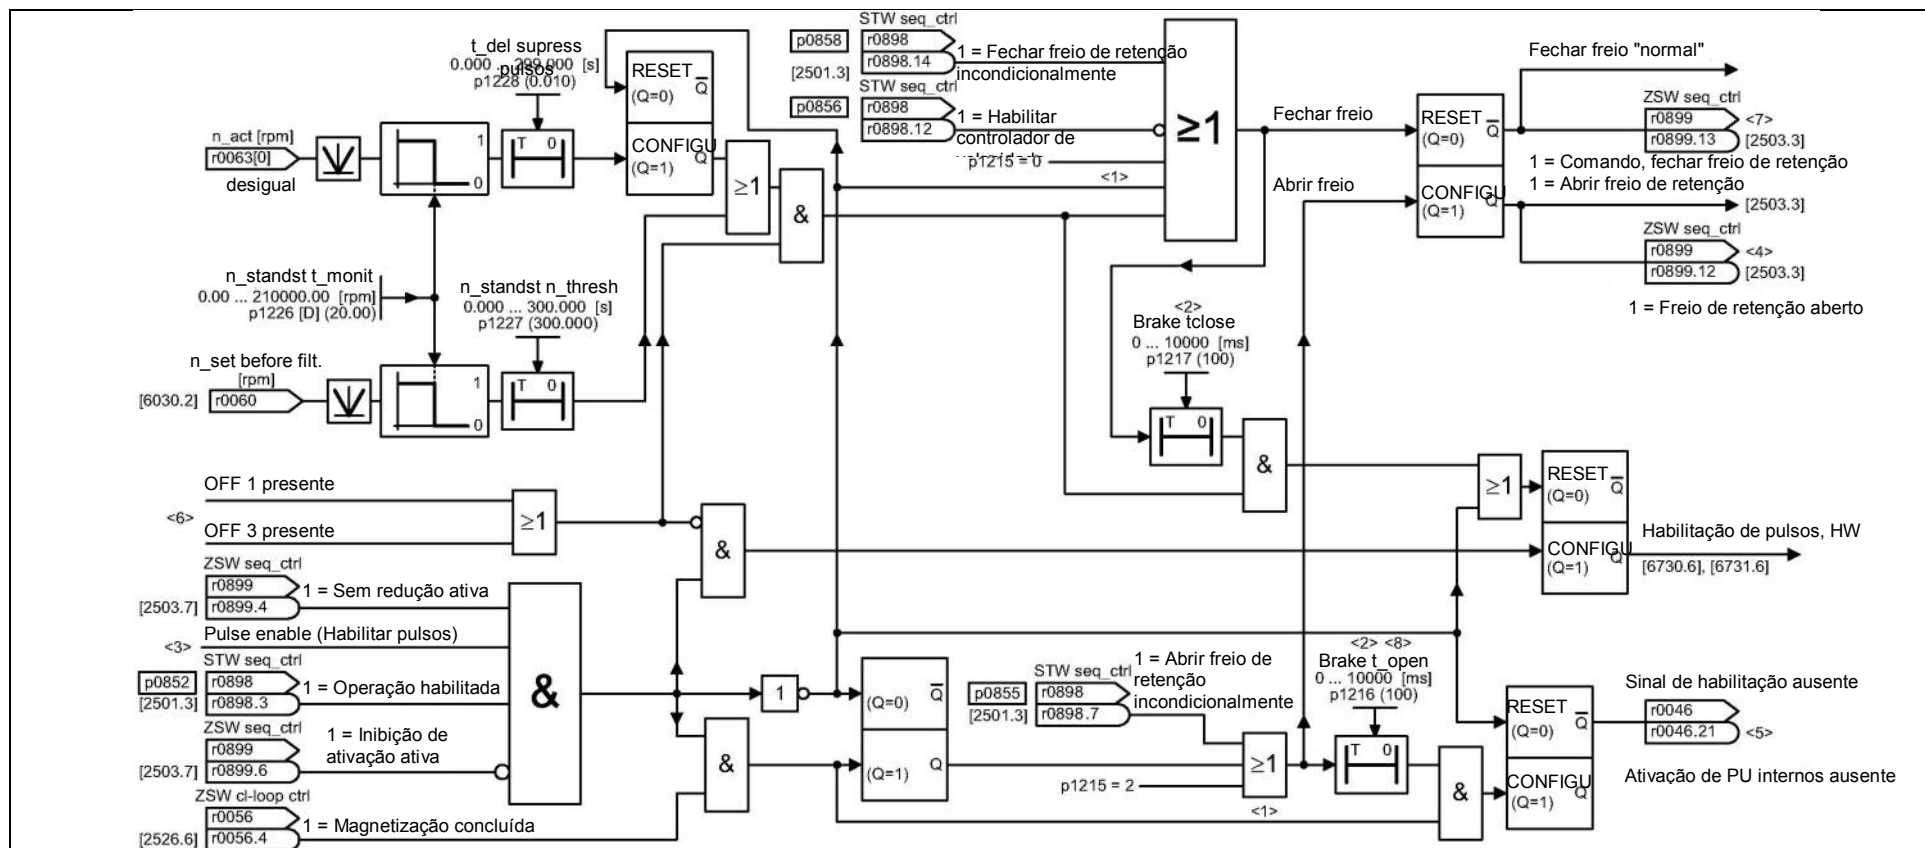 t_del supress
0.000 ... 299.000 [s]
pulsos
p1228 (0.010)
n_act [rpm]
r0063[0]
desigual
1
0
T 0
RESET
(Q=0)
Q
CONFIGU
(Q=1)
Q
≥1
&
STW seq_ctrl
p0858
r0898
r0898.14
[2501.3]
1 = Fechar freio de retenção
incondicionalmente
STW seq_ctrl
p0856
r0898
r0898.12
1 = Habilitar
controlador de
p1215 = 0
<1>
≥1
Fechar freio
Abrir freio
RESET
(Q=0)
Q
CONFIGU
(Q=1)
Q
Fechar freio "normal"
ZSW seq_ctrl
r0899
<7>
r0899.13
[2503.3]
1 = Comando, fechar freio de retenção
1 = Abrir freio de retenção
[2503.3]
ZSW seq_ctrl
r0899
<4>
r0899.12
[2503.3]
1 = Freio de retenção aberto
n_standst t_monit
0.00 ... 210000.00 [rpm]
p1226 [D] (20.00)
n_standst n_thresh
0.000 ... 300.000 [s]
p1227 (300.000)
n_set before filt.
[rpm]
[6030.2]
r0060
1
0
T 0
<2>
Brake tclose
0 ... 10000 [ms]
p1217 (100)
T 0
&
≥1
RESET
(Q=0)
Q
CONFIGU
(Q=1)
Q
Habilitação de pulsos, HW
[6730.6], [6731.6]
OFF 1 presente
<6>
OFF 3 presente
≥1
&
ZSW seq_ctrl
r0899
[2503.7]
r0899.4
1 = Sem redução ativa
Pulse enable (Habilitar pulsos)
<3>
STW seq_ctrl
p0852
r0898
[2501.3]
r0898.3
1 = Operação habilitada
ZSW seq_ctrl
r0899
[2503.7]
r0899.6
1 = Inibição de
ativação ativa
ZSW cl-loop ctrl
r0056
[2526.6]
r0056.4
1 = Magnetização concluída
&
1
&
(Q=0)
Q
(Q=1)
Q
STW seq_ctrl
p0855
r0898
[2501.3]
r0898.7
1 = Abrir freio de
retenção
incondicionalmente
p1215 = 2
≥1
<1>
<2> <8>
Brake t_open
0 ... 10000 [ms]
p1216 (100)
T 0
&
RESET
(Q=0)
Q
CONFIGU
(Q=1)
Q
Sinal de habilitação ausente
r0046
r0046.21
<5>
Ativação de PU internos ausente